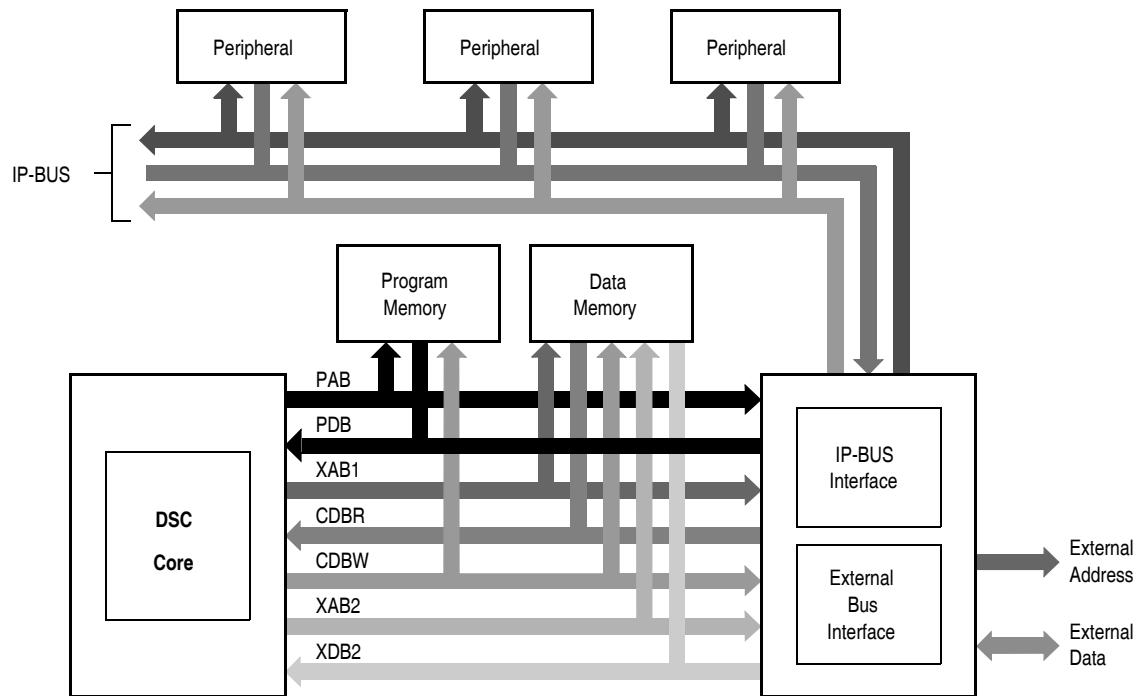 Peripheral
Peripheral
Peripheral
IP-BUS
Program
Memory
Data
Memory
PAB
PDB
XAB1
CDBR
CDBW
XAB2
XDB2
DSC
Core
IP-BUS
Interface
External
Bus
Interface
External
Address
External
Data